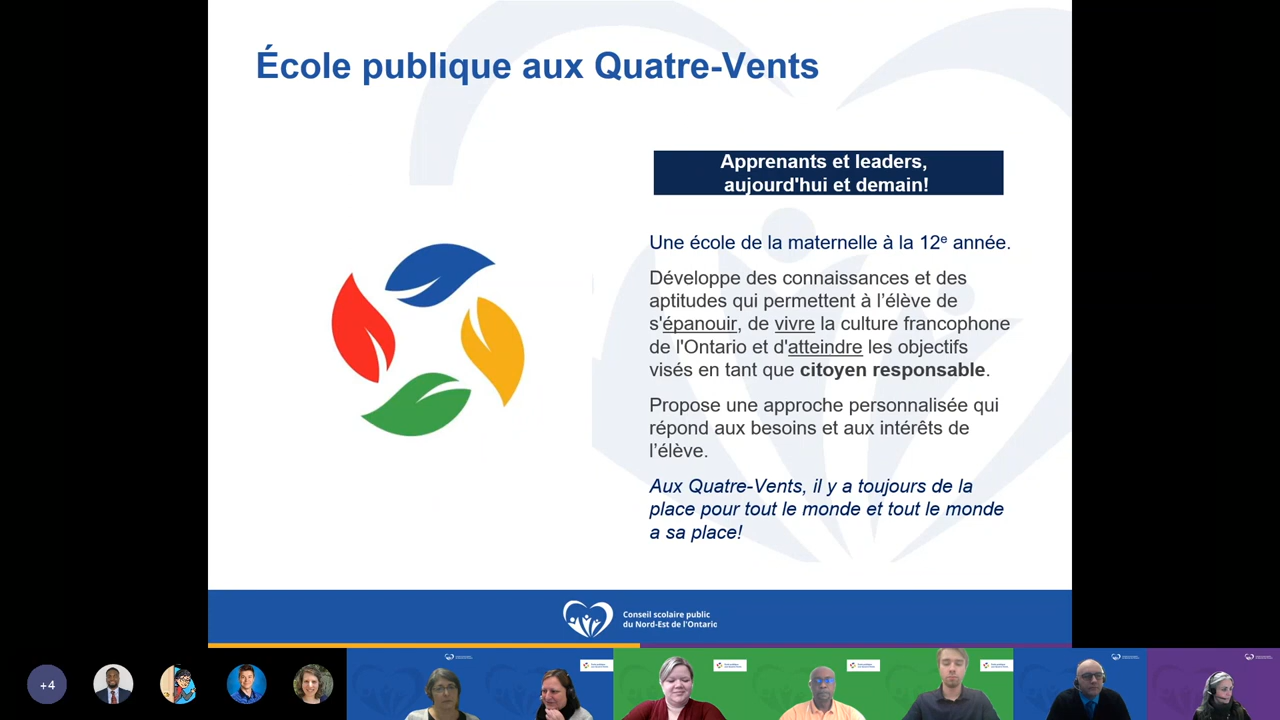 École publique aux Quatre-Vents
Apprenants et leaders,
aujourd'hui et demain!
Une école de la maternelle à la 12e année.
Développe des connaissances et des
aptitudes qui permettent à l’élève de
s'épanouir, de vivre la culture francophone
de l'Ontario et d'atteindre les objectifs
visés en tant que citoyen responsable.
Propose une approche personnalisée qui
répond aux besoins et aux intérêts de
l’élève.
Aux Quatre-Vents, il y a toujours de la
place pour tout le monde et tout le monde
a sa place!
Conseil scolaire public
du Nord-Est de l'Ontario
+4